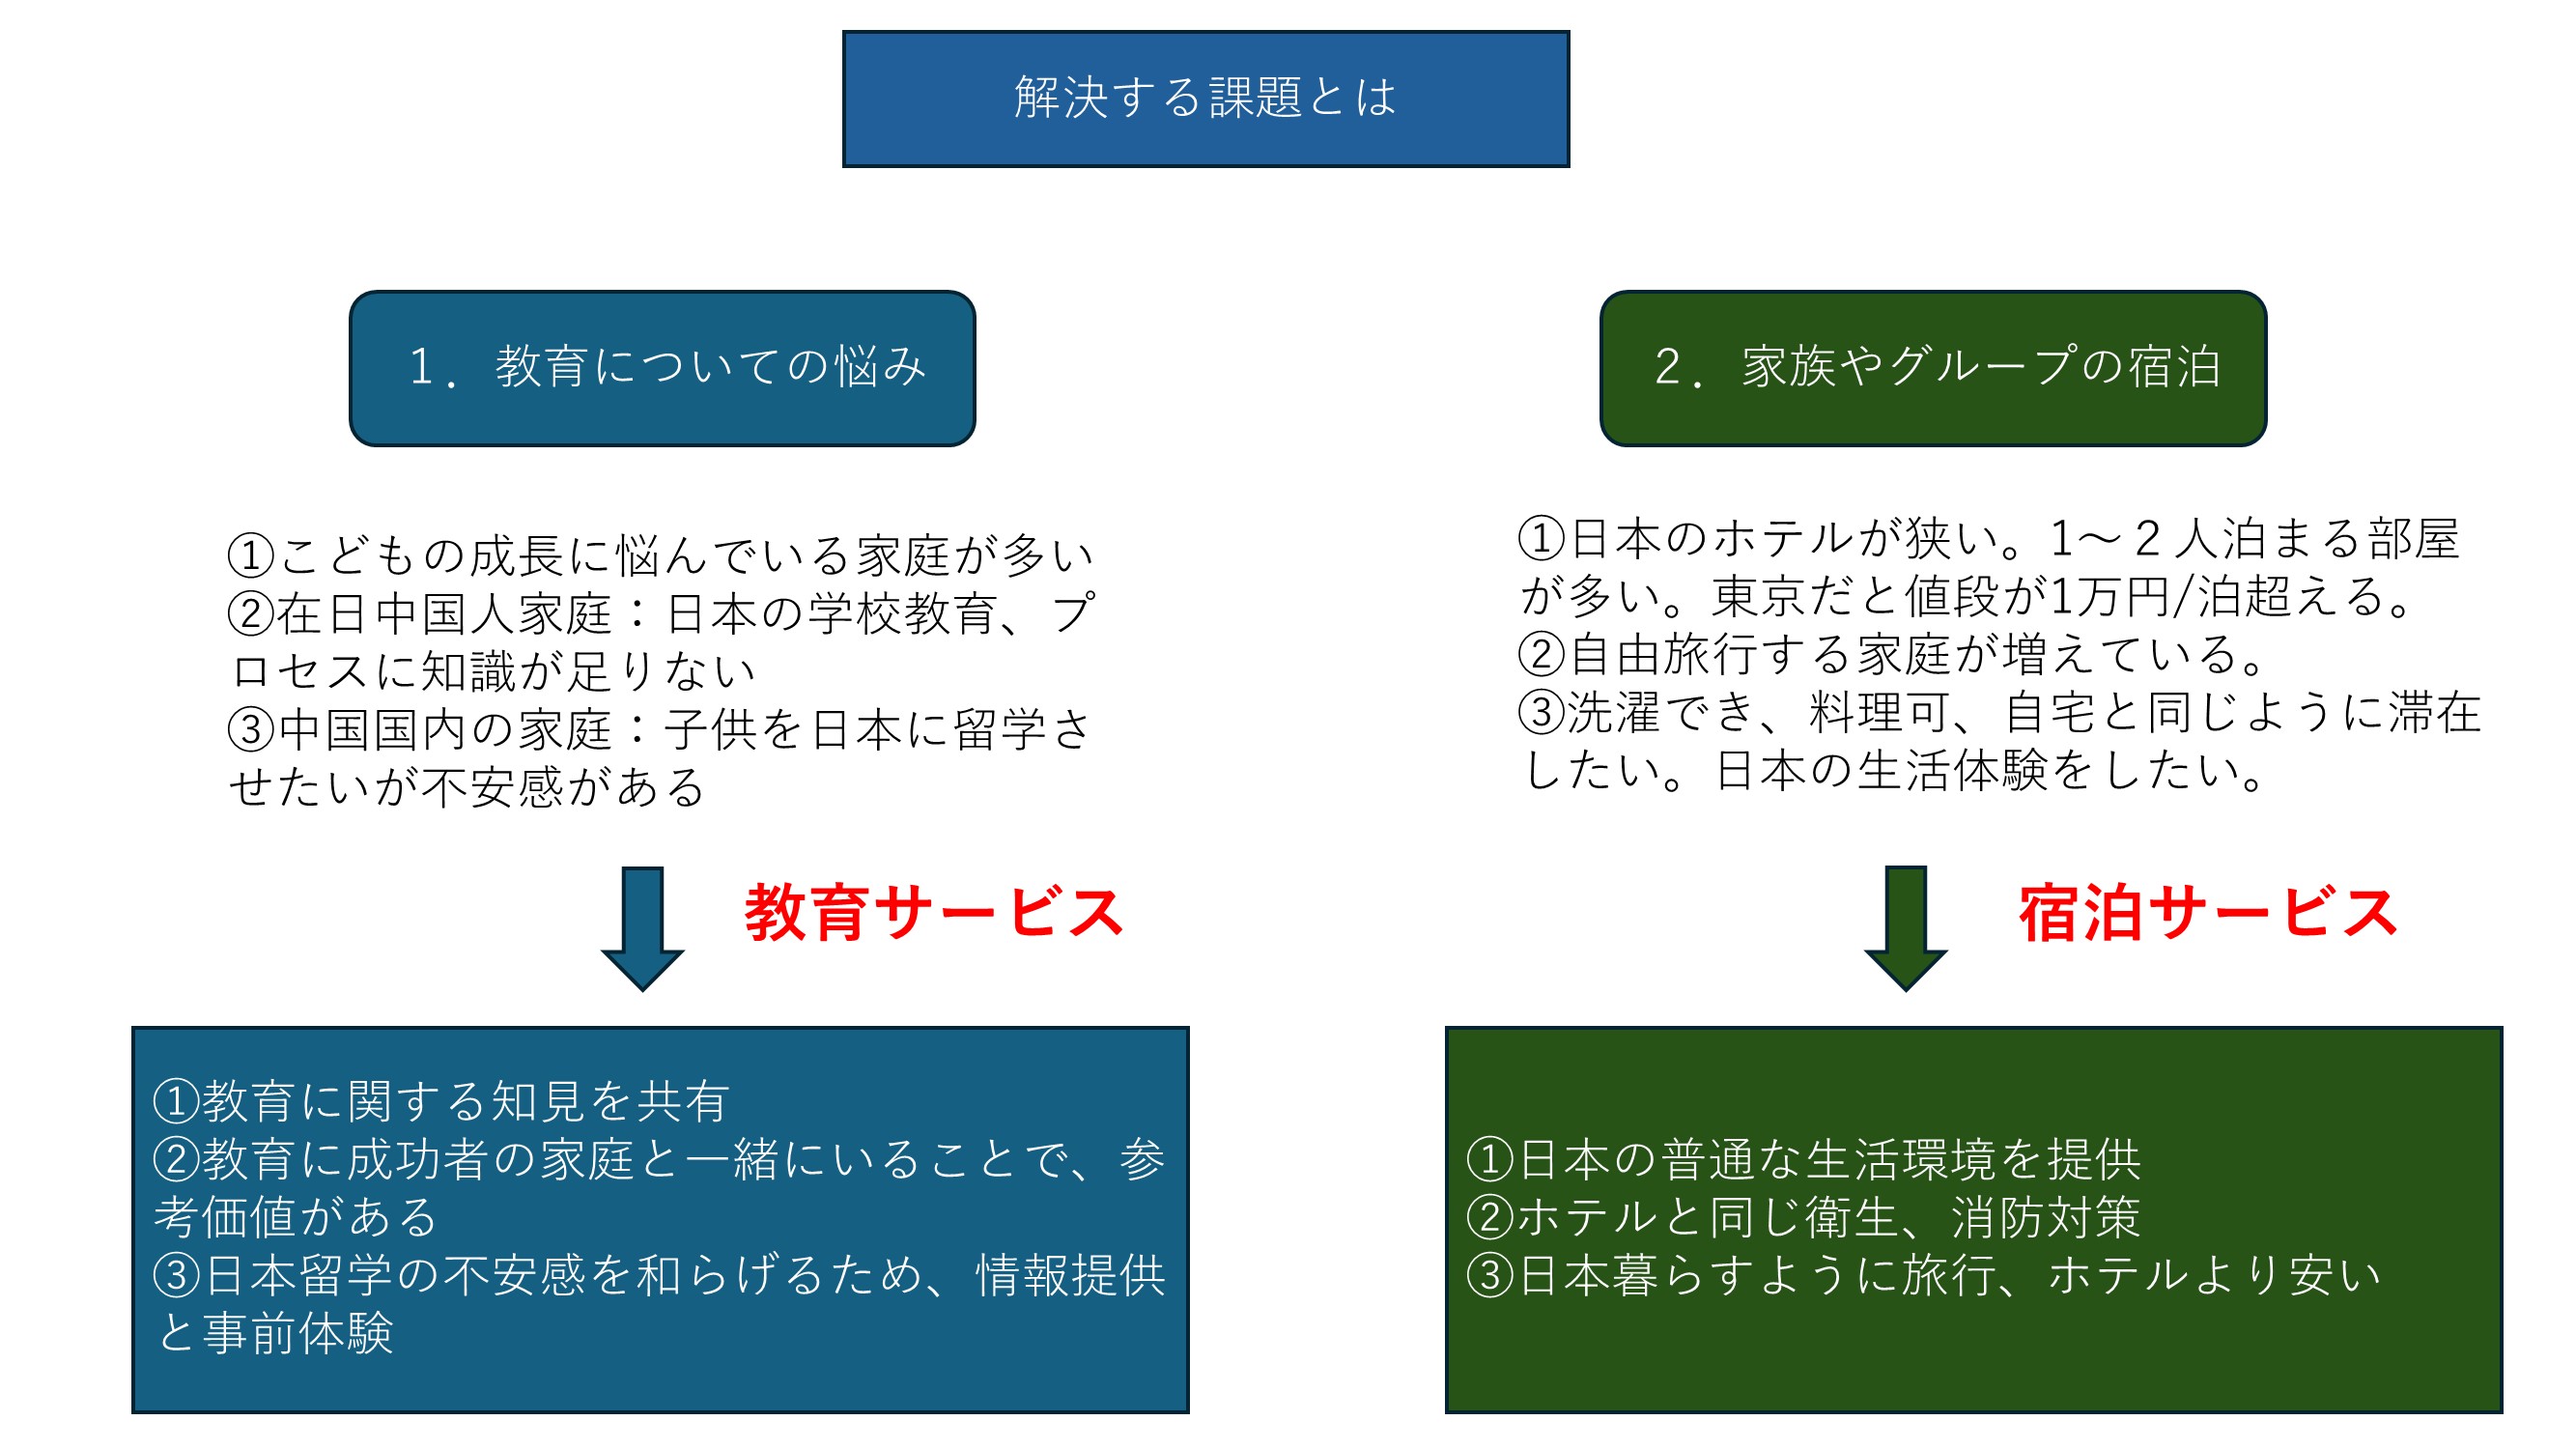 解決する課題とは
１．教育についての悩み
①こどもの成長に悩んでいる家庭が多い
②在日中国人家庭：日本の学校教育、プ
ロセスに知識が足りない
③中国国内の家庭：子供を日本に留学さ
せたいが不安感がある
教育サービス
①教育に関する知見を共有
②教育に成功者の家庭と一緒にいることで、参
考価値がある
③日本留学の不安感を和らげるため、情報提供
と事前体験
２．家族やグループの宿泊
①日本のホテルが狭い。1～２人泊まる部屋
が多い。東京だと値段が1万円/泊超える。
②自由旅行する家庭が増えている。
③洗濯でき、料理可、自宅と同じように滞在
したい。日本の生活体験をしたい。
宿泊サービス
①日本の普通な生活環境を提供
②ホテルと同じ衛生、消防対策
③日本暮らすように旅行、ホテルより安い